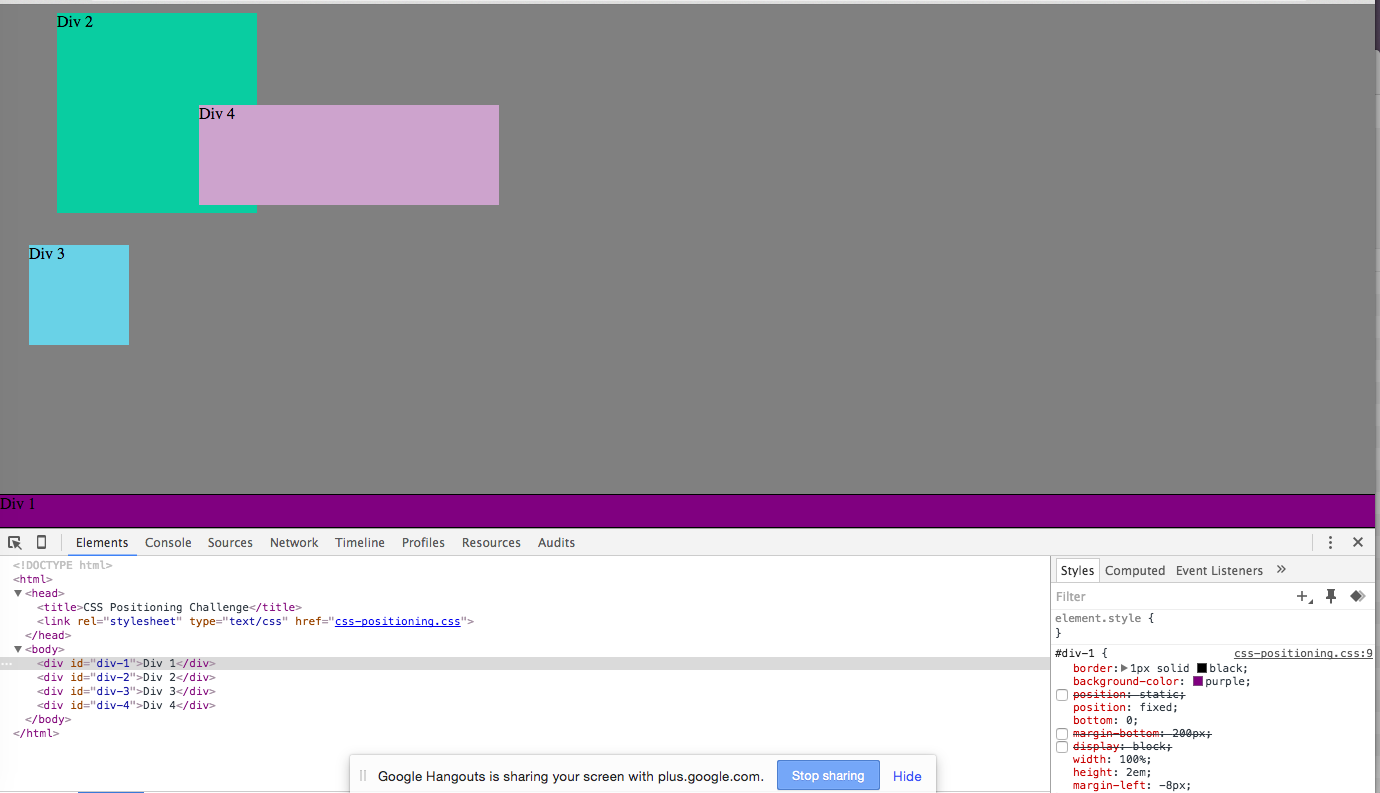 Div 2
Div 4
Div 3
Div 1
Elements Console Sources Network Timeline Profiles Resources Audits
<!DOCTYPE html>
<html>
<head>
<title>CSS Positioning Challenge</title>
<link rel="stylesheet" type="text/css" href="css-positioning.css">
</head>
<body>
<div id="div-1">Div 1</div>
<div id="div-2">Div 2</div>
<div id="div-3">Div 3</div>
<div id="div-4">Div 4</div>
</body>
</html>
Styles Computed Event Listeners »
Filter
element.style {
}
#div-1 { css-positioning.css:9
border: 1px solid black;
background-color: purple;
position: static;
position: fixed;
bottom: 0;
margin-bottom: 200px;
display: block;
width: 100%;
height: 2em;
margin-left: -8px;
Google Hangouts is sharing your screen with plus.google.com. Stop sharing Hide